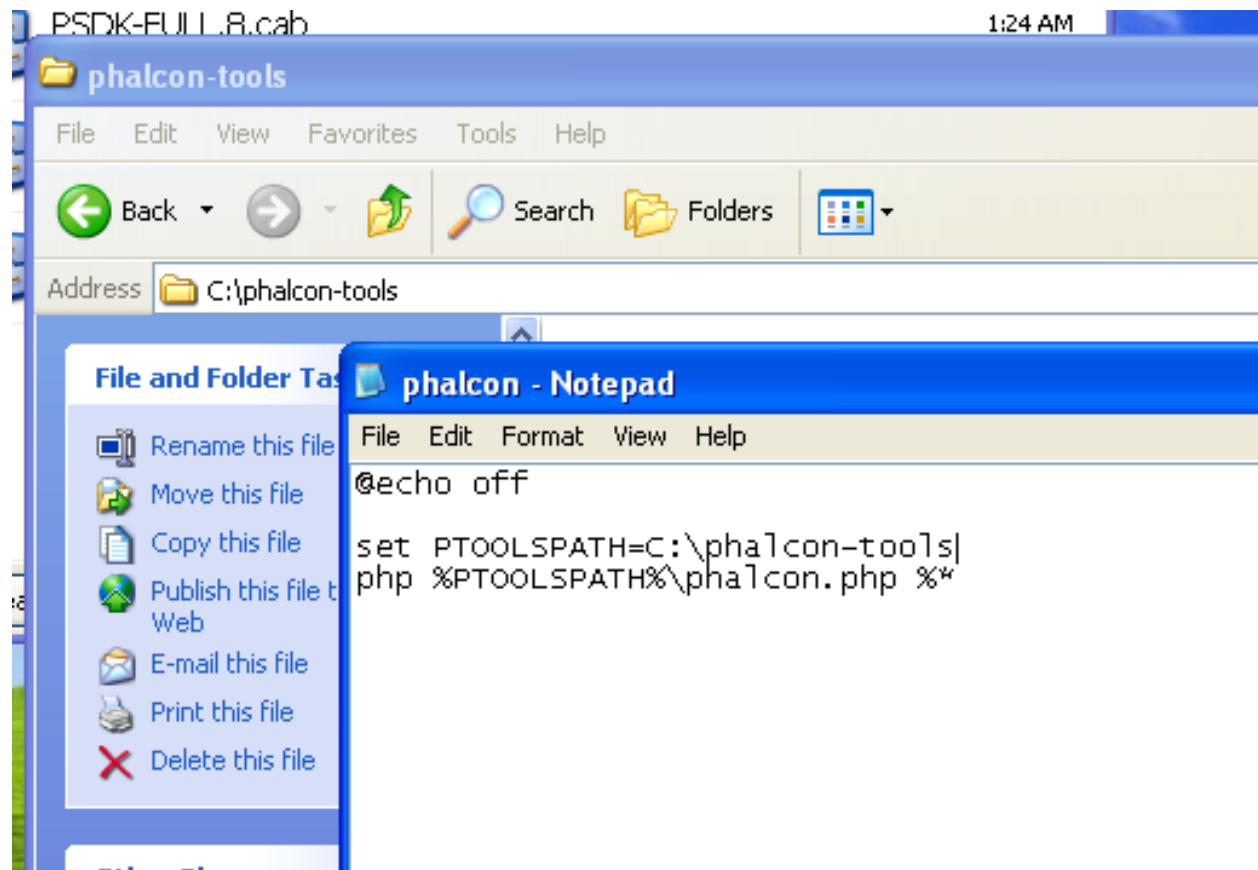 PSDK-FULL.8.cab 1:24 AM
phalcon-tools
File Edit View Favorites Tools Help
Back Search Folders
Address C:\phalcon-tools
File and Folder Tas
phalcon - Notepad
Rename this file
File Edit Format View Help
Move this file
@echo off
Copy this file
set PTOOLSPATH=C:\phalcon-tools
Publish this file t
php %PTOOLSPATH%\phalcon.php %*
Web
E-mail this file
Print this file
Delete this file